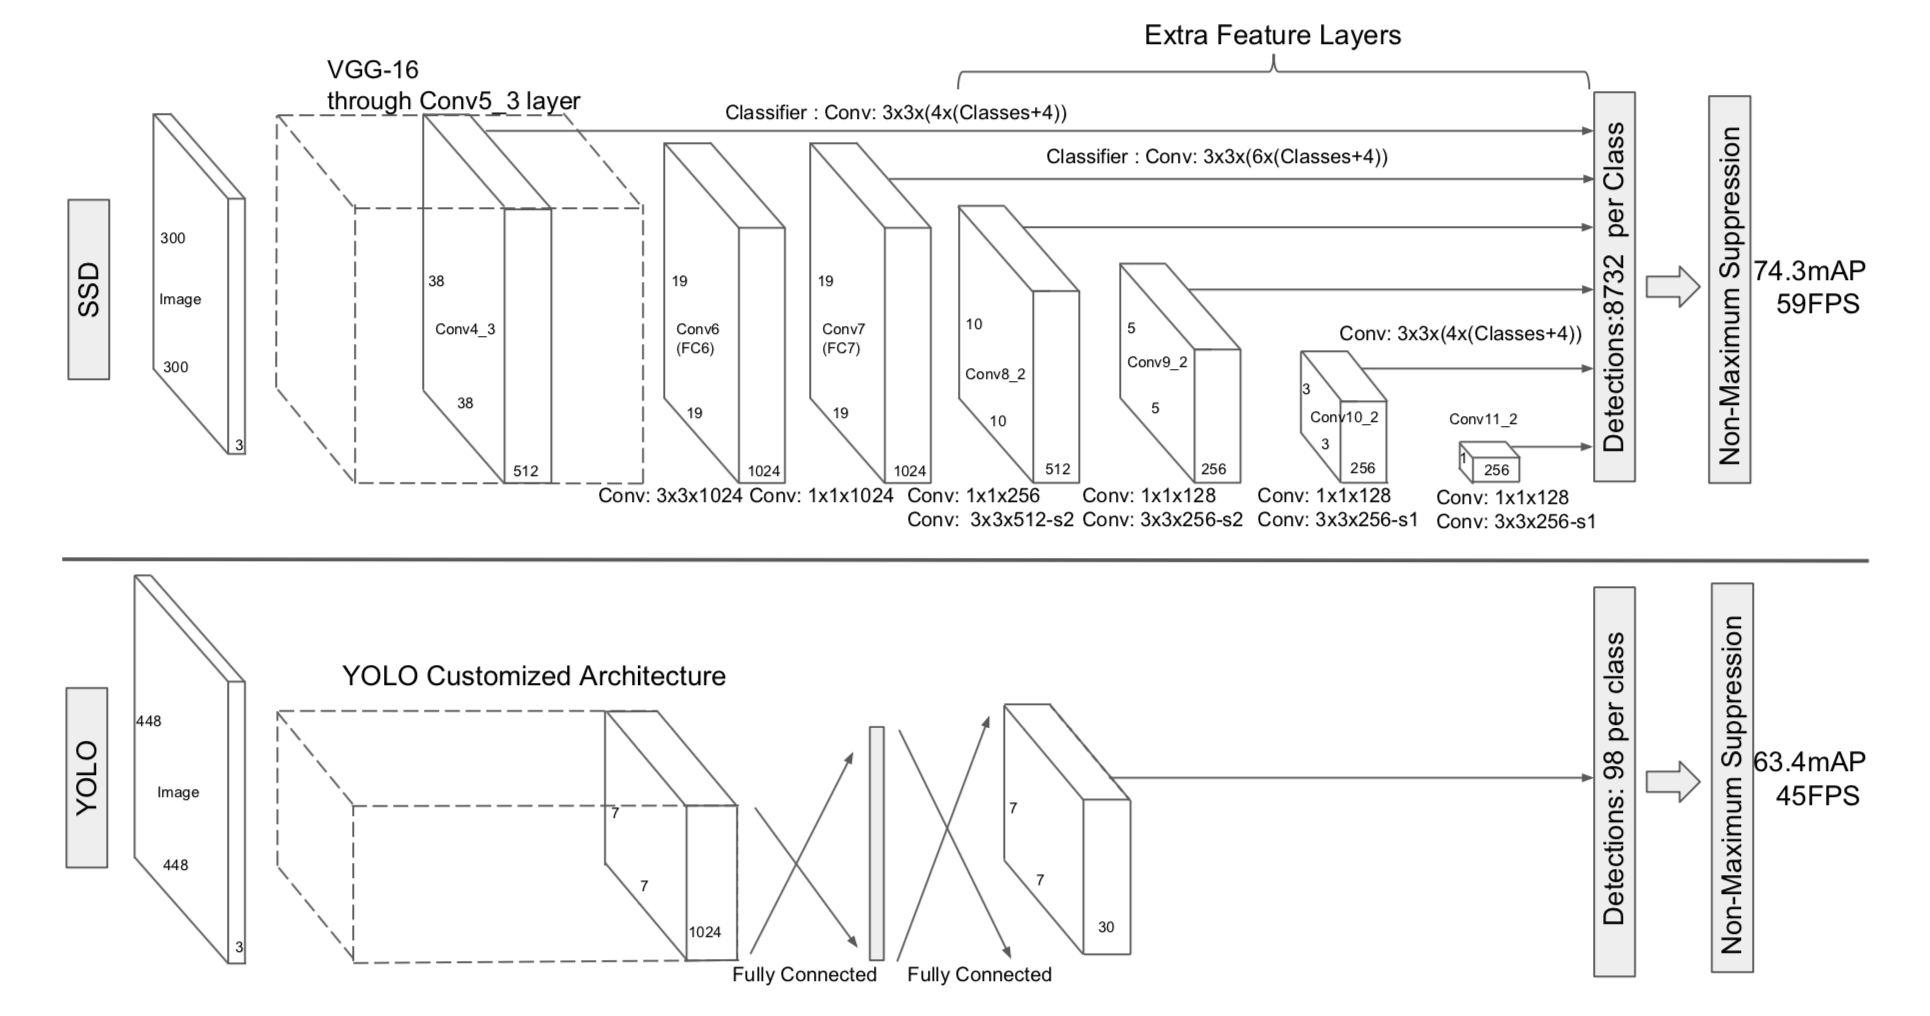 Extra Feature Layers
VGG-16
through Conv5_3 layer
Classifier : Conv: 3x3x(4x(Classes+4))
Classifier : Conv: 3x3x(6x(Classes+4))
SSD
300
Image
300
3
38
Conv4_3
38
512
19
Conv6
(FC6)
19
1024
19
Conv7
(FC7)
19
1024
10
Conv8_2
10
512
5
Conv9_2
5
256
Conv: 3x3x(4x(Classes+4))
3
Conv10_2
3
256
Conv11_2
1
256
Conv: 3x3x1024
Conv: 1x1x1024
Conv: 1x1x256
Conv: 3x3x512-s2
Conv: 1x1x128
Conv: 3x3x256-s2
Conv: 1x1x128
Conv: 3x3x256-s1
Conv: 1x1x128
Conv: 3x3x256-s1
Detections:8732 per Class
Non-Maximum Suppression
74.3mAP
59FPS
YOLO
448
Image
448
3
YOLO Customized Architecture
7
7
1024
Fully Connected
Fully Connected
7
7
30
Detections: 98 per class
Non-Maximum Suppression
63.4mAP
45FPS